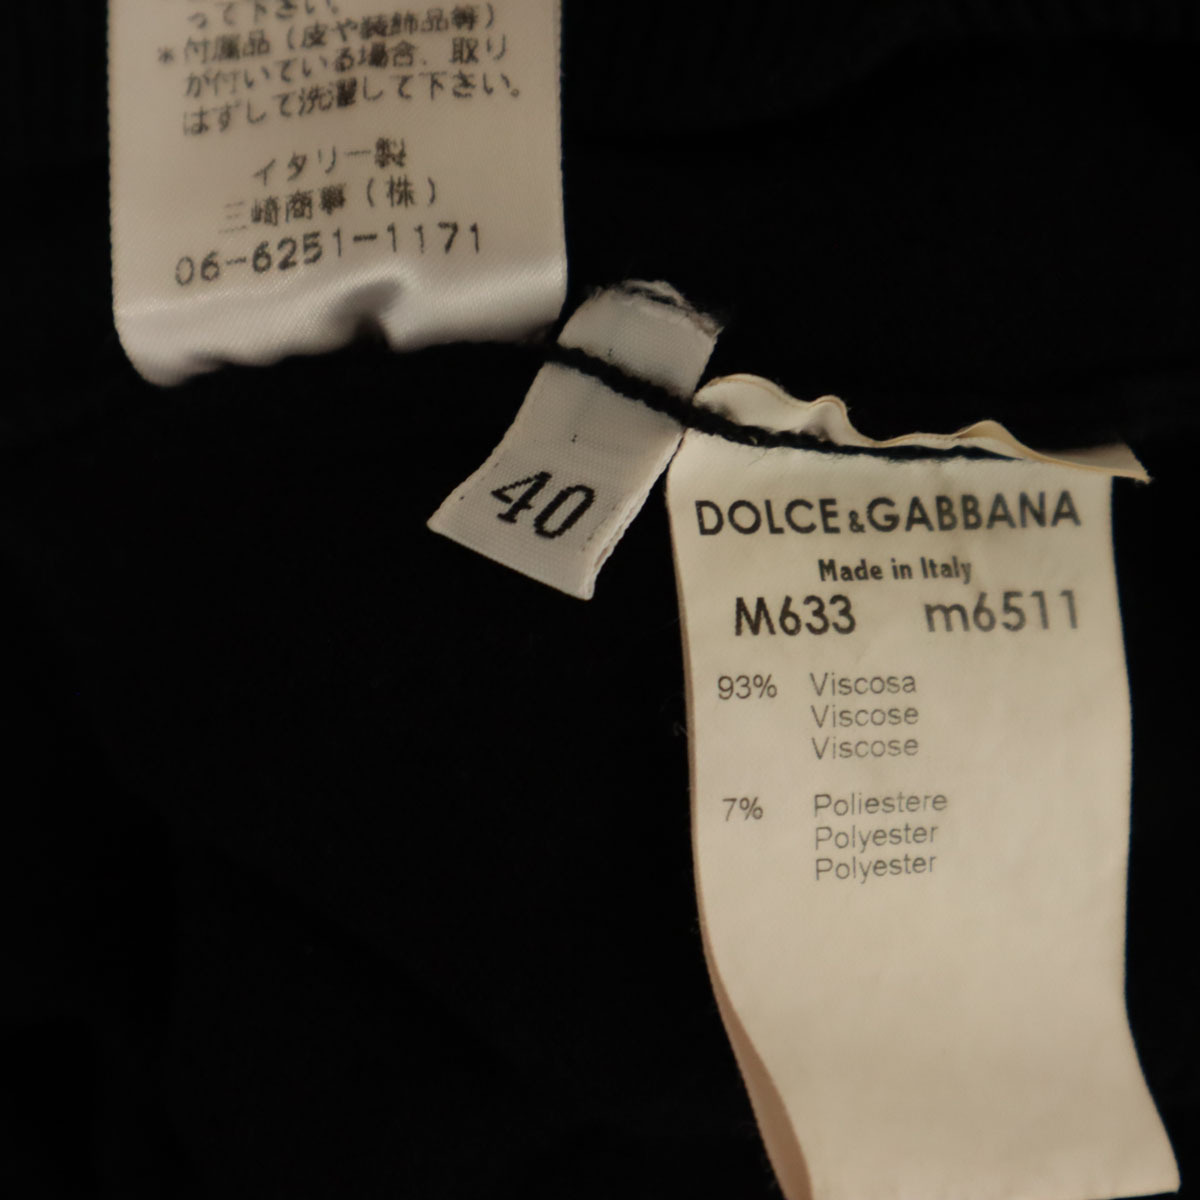 って下さい。
*付属品(皮や装飾品等)
が付いている場合、取り
はずして洗濯して下さい。
イタリー製
三崎商事(株)
06-6251-1171
40
DOLCE&GABBANA
Made in Italy
M633 m6511
93% Viscosa
Viscose
Viscose
7% Poliestere
Polyester
Polyester